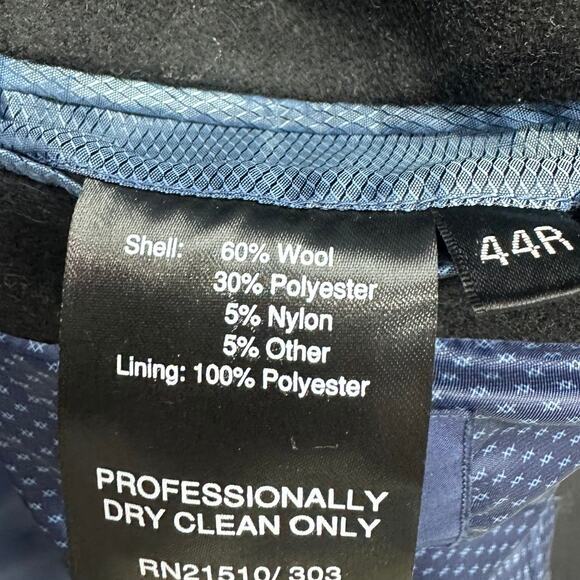 Shell: 60% Wool
30% Polyester
5% Nylon
5% Other
Lining: 100% Polyester
PROFESSIONALLY
DRY CLEAN ONLY
RN21510/ 303
44R